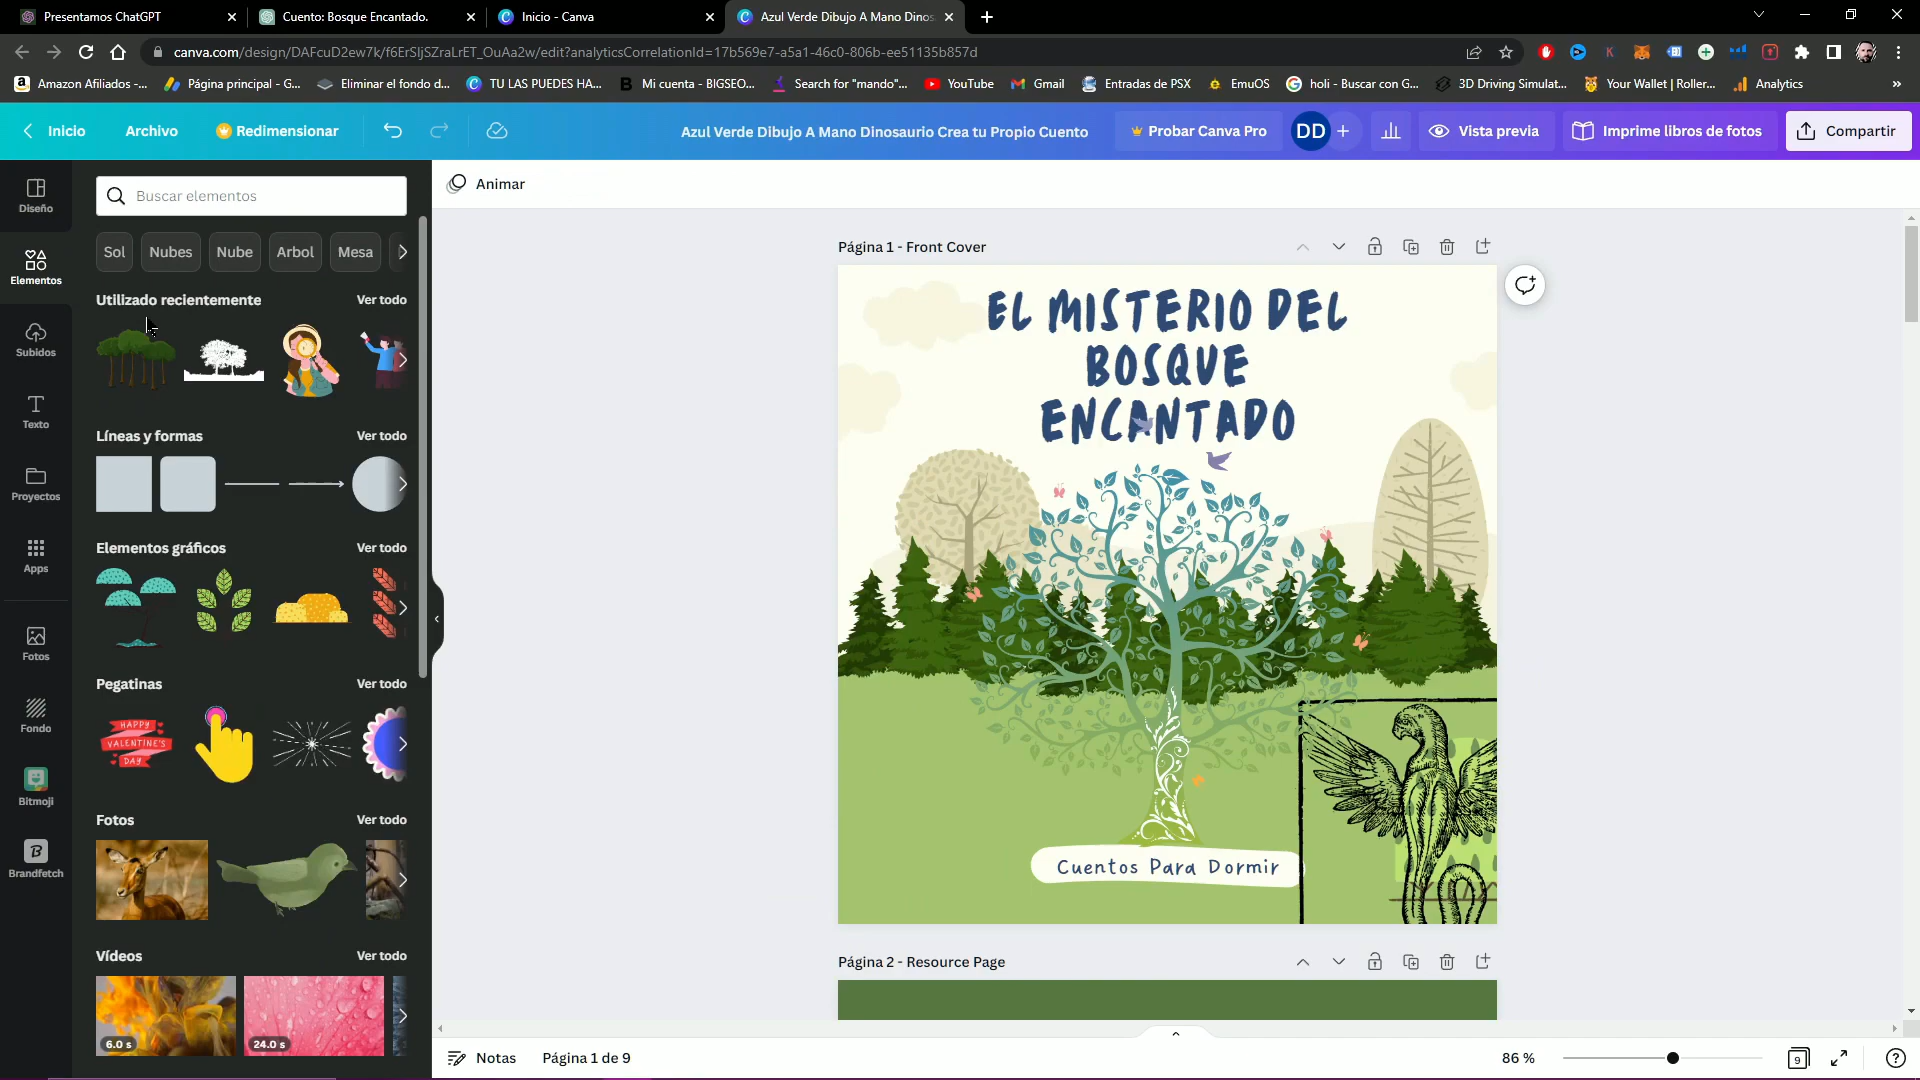 Presentamos ChatGPT
Cuento: Bosque Encantado.
Inicio - Canva
Azul Verde Dibujo A Mano Dinos
canva.com/design/DAFcuD2ew7k/f6ErSIjSZraLrET_OuAa2w/edit?analyticsCorrelationId=17b569e7-a5a1-46c0-806b-ee51135b857d
Amazon Afiliados -...
Página principal - G...
Eliminar el fondo d...
TU LAS PUEDES HA...
Mi cuenta - BIGSEO...
Search for "mando"...
YouTube
Gmail
Entradas de PSX
EmuOS
holi - Buscar con G...
3D Driving Simulat...
Your Wallet | Roller...
Analytics
»
Inicio
Archivo
Redimensionar
Azul Verde Dibujo A Mano Dinosaurio Crea tu Propio Cuento
Probar Canva Pro
DD
Vista previa
Imprime libros de fotos
Compartir
Diseño
Elementos
Subidos
Texto
Proyectos
Apps
Fotos
Fondo
Bitmoji
Brandfetch
Buscar elementos
Sol
Nubes
Nube
Arbol
Mesa
Utilizado recientemente
Ver todo
Líneas y formas
Ver todo
Elementos gráficos
Ver todo
Pegatinas
Ver todo
HAPPY
VALENTINE'S
DAY
Fotos
Ver todo
Vídeos
Ver todo
6.0 s
24.0 s
Animar
Página 1 - Front Cover
EL MISTERIO DEL
BOSQUE
ENCANTADO
Cuentos Para Dormir
Página 2 - Resource Page
Notas
Página 1 de 9
86 %
9